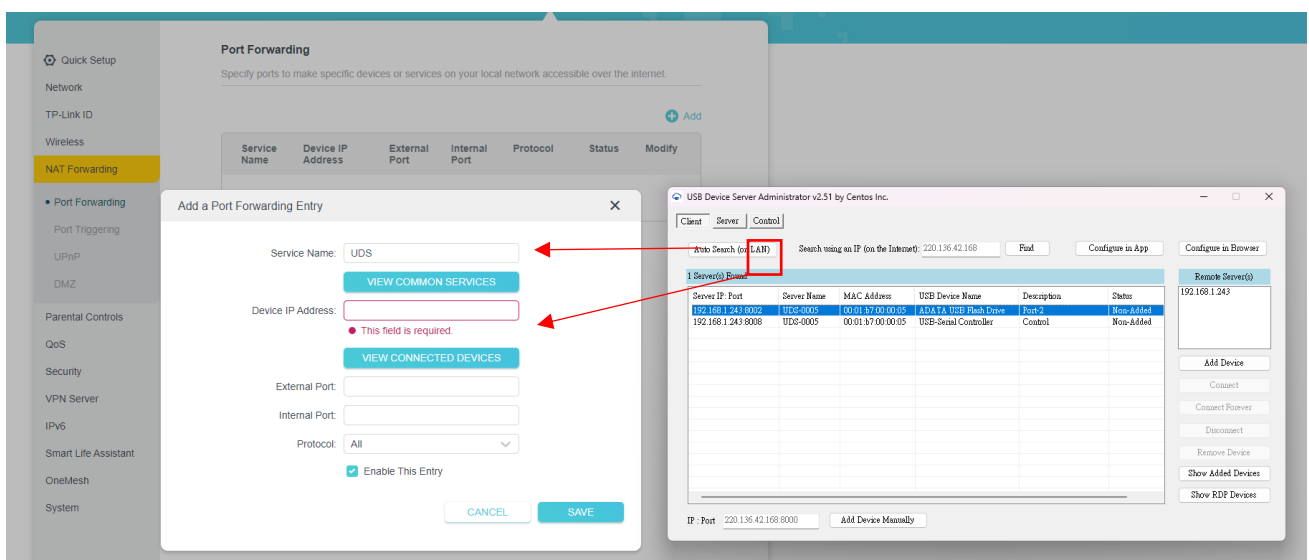 Quick Setup
Network
TP-Link ID
Wireless
NAT Forwarding
Port Forwarding
Port Triggering
UPnP
DMZ
Parental Controls
QoS
Security
VPN Server
IPv6
Smart Life Assistant
OneMesh
System
Port Forwarding
Specify ports to make specific devices or services on your local network accessible over the internet.
Add
Service Name Device IP Address External Port Internal Port Protocol Status Modify
Add a Port Forwarding Entry
Service Name: UDS
VIEW COMMON SERVICES
Device IP Address:
This field is required.
VIEW CONNECTED DEVICES
External Port:
Internal Port:
Protocol: All
Enable This Entry
CANCEL SAVE
USB Device Server Administrator v2.51 by Centos Inc.
Client Server Control
Auto Search (on LAN) Search using an IP (on the Internet): 220.136.42.168 Find Configure in App Configure in Browser
1 Server(s) Found Remote Server(s)
Server IP: Port Server Name MAC Address USB Device Name Description Status
192.168.1.243
192.168.1.243:8002 UDS-0005 00:01:b7:00:00:05 ADATA USB Flash Drive Port-2 Non-Added
192.168.1.243:8008 UDS-0005 00:01:b7:00:00:05 USB-Serial Controller Control Non-Added
Add Device
Connect
Connect Forever
Disconnect
Remove Device
Show Added Devices
Show RDP Devices
IP : Port 220.136.42.168:8000 Add Device Manually